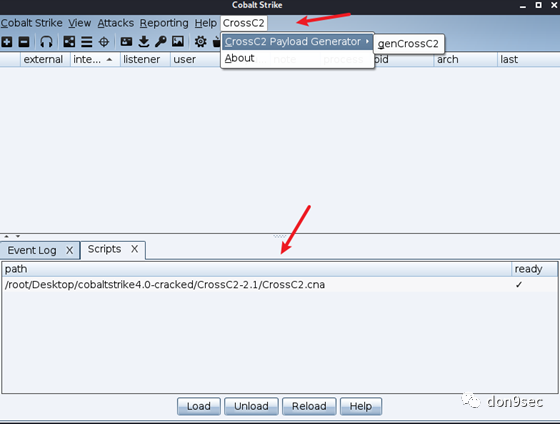 Cobalt Strike
Cobalt Strike View Attacks Reporting Help CrossC2
CrossC2 Payload Generator genCrossC2
About
external inte... listener user pid arch last
Event Log X Scripts X
path ready
/root/Desktop/cobaltstrike4.0-cracked/CrossC2-2.1/CrossC2.cna ✓
Load Unload Reload Help
don9sec